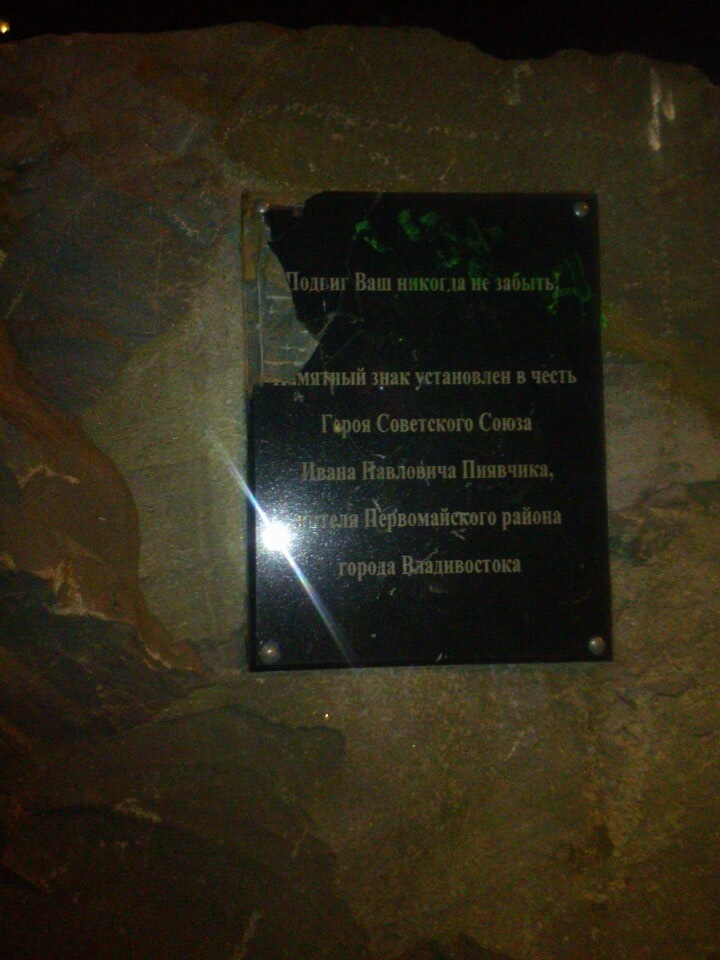 Подвиг Ваш никогда не забыть!
Памятный знак установлен в честь
Героя Советского Союза
Ивана Павловича Пиявчика,
жителя Первомайского района
города Владивостока